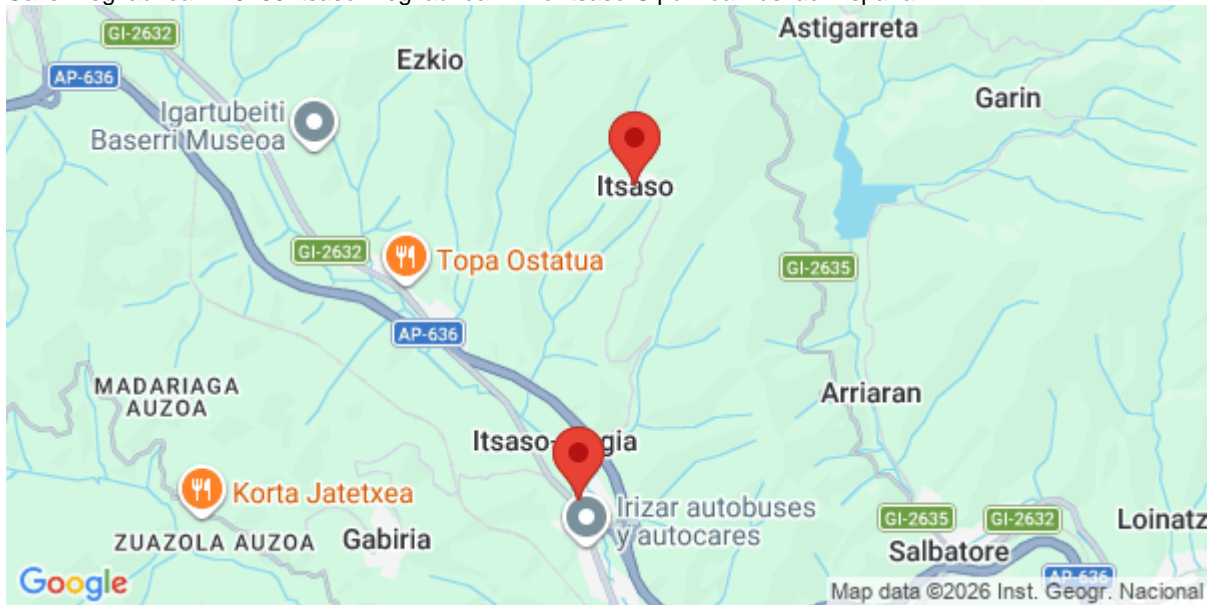 GI-2632
Astigarreta
Ezkio
AP-636
Garin
Igartubeiti
Baserri Museoa
Itsaso
GI-2632
Topa Ostatua
GI-2635
AP-636
MADARIAGA
AUZOA
Arriaran
Korta Jatetxea
Irizar autobuses
y autocares
GI-2635
GI-2632
Loinatz
ZUAZOLA AUZOA
Gabiria
Salbatore
AP-636
Google
Map data ©2026 Inst. Geogr. Nacional